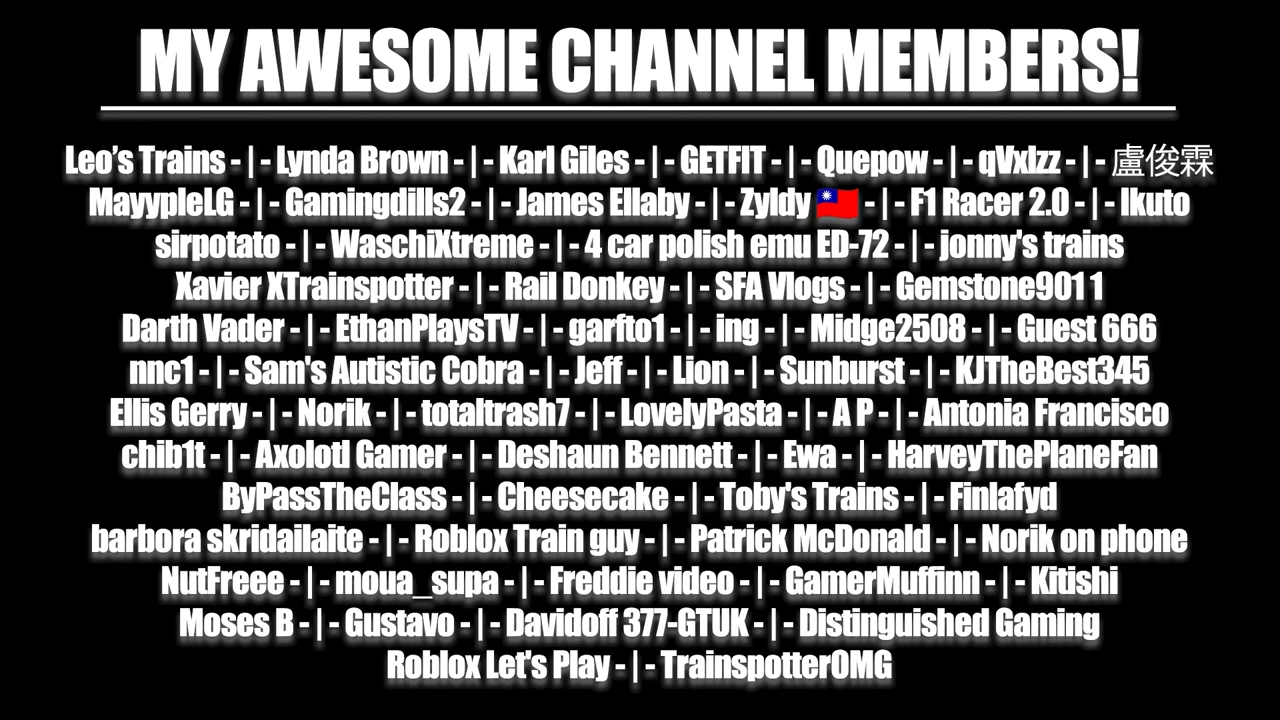 MY AWESOME CHANNEL MEMBERS!
Leo’s Trains - | - Lynda Brown - | - Karl Giles - | - GETFIT - | - Quepow - | - qVxlzz - | - 盧俊霖
MayypleLG - | - Gamingdills2 - | - James Ellaby - | - Zyldy 🇹🇼 - | - F1 Racer 2.0 - | - Ikuto
sirpotato - | - WaschiXtreme - | - 4 car polish emu ED-72 - | - jonny's trains
Xavier XTrainspotter - | - Rail Donkey - | - SFA Vlogs - | - Gemstone9011
Darth Vader - | - EthanPlaysTV - | - garfto1 - | - ing - | - Midge2508 - | - Guest 666
nnc1 - | - Sam's Autistic Cobra - | - Jeff - | - Lion - | - Sunburst - | - KJTheBest345
Ellis Gerry - | - Norik - | - totaltrash7 - | - LovelyPasta - | - A P - | - Antonia Francisco
chib1t - | - Axolotl Gamer - | - Deshaun Bennett - | - Ewa - | - HarveyThePlaneFan
ByPassTheClass - | - Cheesecake - | - Toby's Trains - | - Finlafyd
barbora skridailaite - | - Roblox Train guy - | - Patrick McDonald - | - Norik on phone
NutFreee - | - moua_supa - | - Freddie video - | - GamerMuffinn - | - Kitishi
Moses B - | - Gustavo - | - Davidoff 377-GTUK - | - Distinguished Gaming
Roblox Let's Play - | - TrainspotterOMG